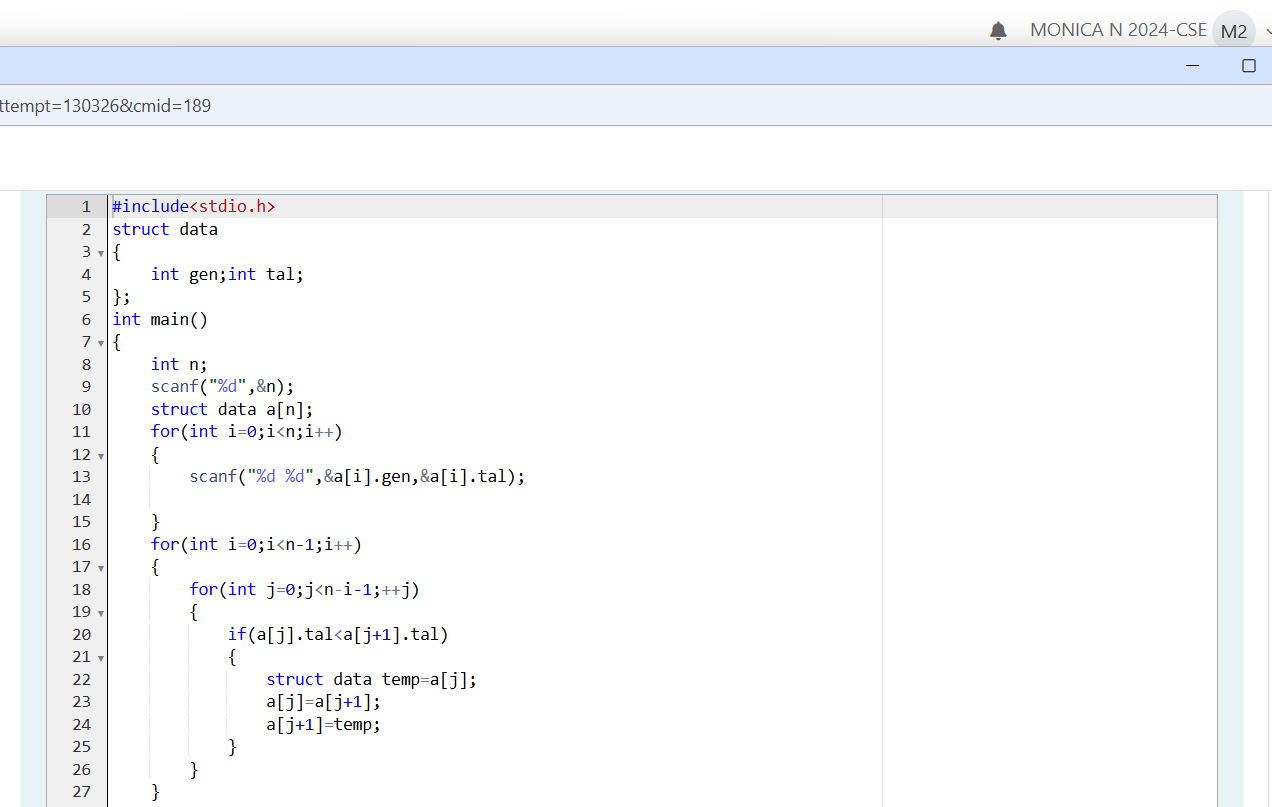 MONICA N 2024-CSE M2
ttempt=130326&cmid=189
1 #include<stdio.h>
2 struct data
3 {
4     int gen;int tal;
5 };
6 int main()
7 {
8     int n;
9     scanf("%d",&n);
10     struct data a[n];
11     for(int i=0;i<n;i++)
12     {
13         scanf("%d %d",&a[i].gen,&a[i].tal);
14
15     }
16     for(int i=0;i<n-1;i++)
17     {
18         for(int j=0;j<n-i-1;++j)
19         {
20             if(a[j].tal<a[j+1].tal)
21             {
22                 struct data temp=a[j];
23                 a[j]=a[j+1];
24                 a[j+1]=temp;
25             }
26         }
27     }